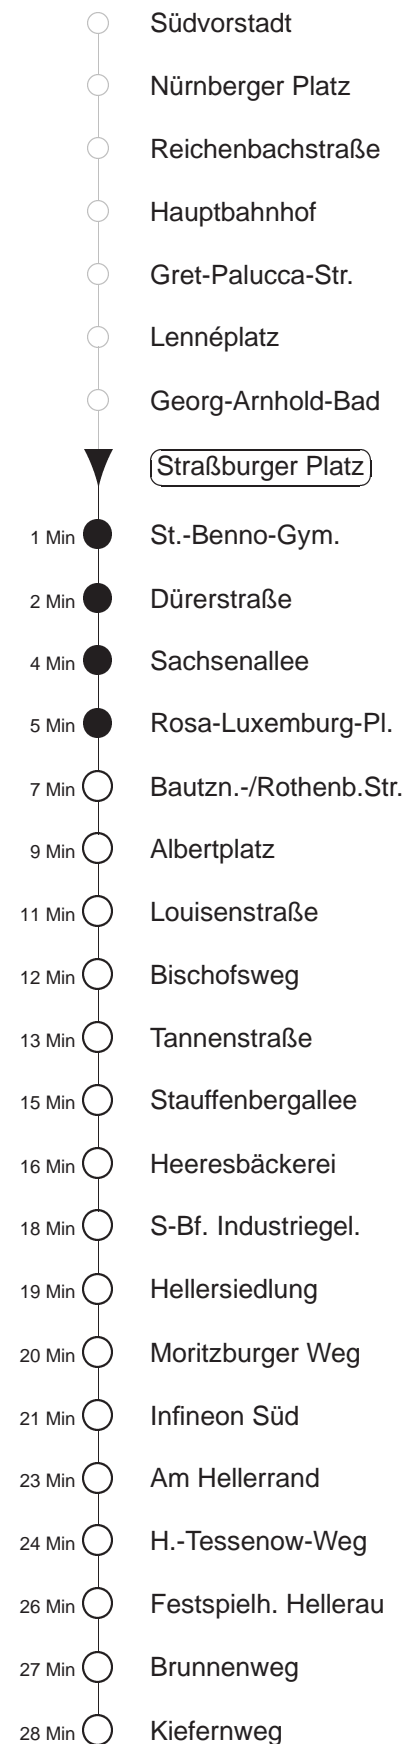 Südvorstadt
Nürnberger Platz
Reichenbachstraße
Hauptbahnhof
Gret-Palucca-Str.
Lennéplatz
Georg-Arnhold-Bad
Straßburger Platz
1 Min St.-Benno-Gym.
2 Min Dürerstraße
4 Min Sachsenallee
5 Min Rosa-Luxemburg-Pl.
7 Min Bautzn.-/Rothenb.Str.
9 Min Albertplatz
11 Min Louisenstraße
12 Min Bischofsweg
13 Min Tannenstraße
15 Min Stauffenbergallee
16 Min Heeresbäckerei
18 Min S-Bf. Industriegel.
19 Min Hellersiedlung
20 Min Moritzburger Weg
21 Min Infineon Süd
23 Min Am Hellerrand
24 Min H.-Tessenow-Weg
26 Min Festspielh. Hellerau
27 Min Brunnenweg
28 Min Kiefernweg